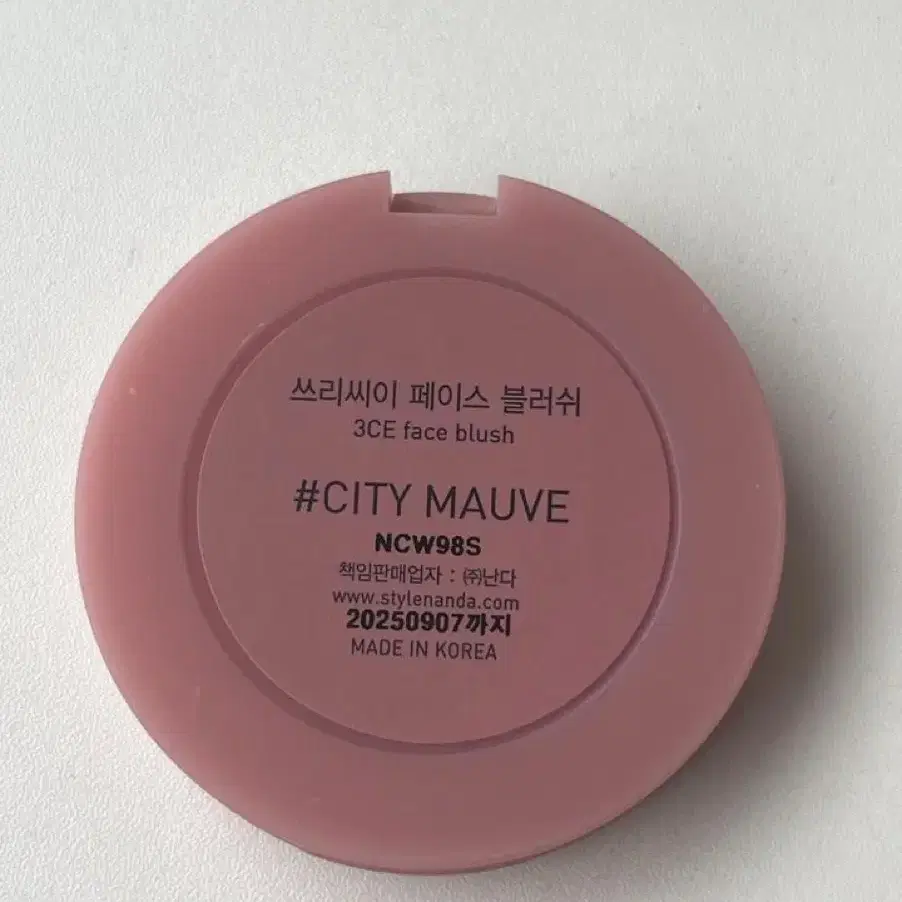 쓰리씨이 페이스 블러쉬
3CE face blush
#CITY MAUVE
NCW98S
책임판매업자 : ㈜난다
www.stylenanda.com
20250907까지
MADE IN KOREA